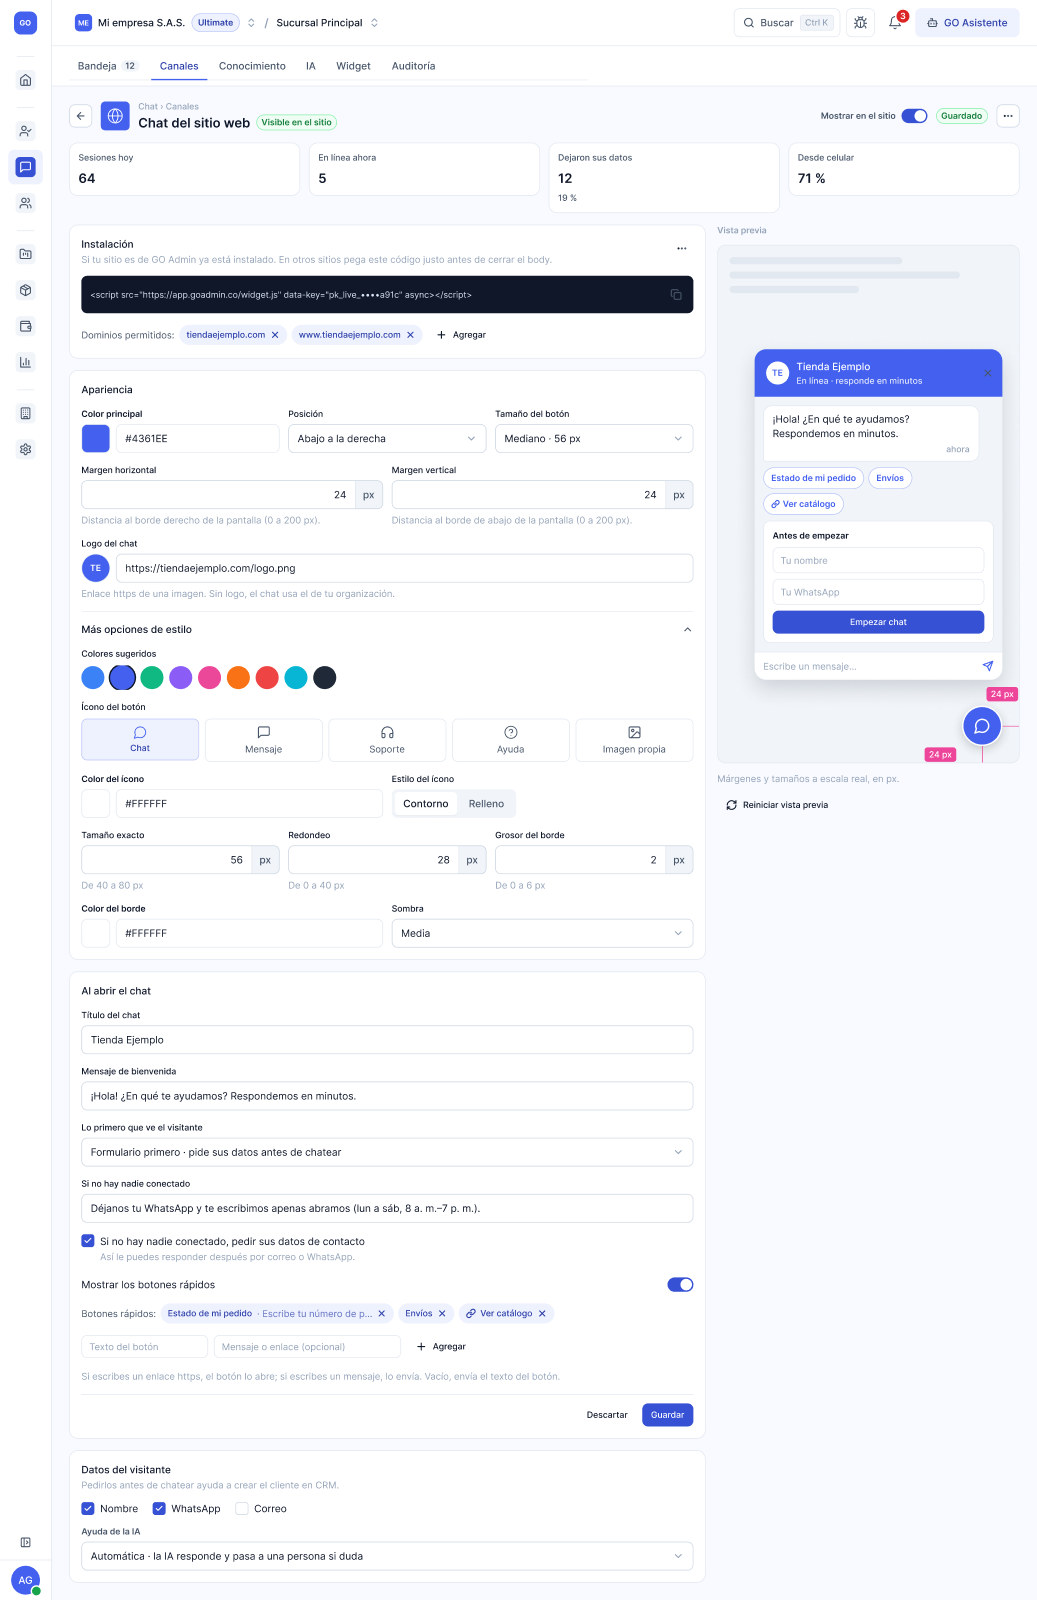 GO
ME Mi empresa S.A.S. Ultimate / Sucursal Principal
Buscar Ctrl K
3
GO Asistente
Bandeja 12 Canales Conocimiento IA Widget Auditoría
Chat › Canales
Chat del sitio web Visible en el sitio
Mostrar en el sitio Guardado
Sesiones hoy
64
En línea ahora
5
Dejaron sus datos
12
19 %
Desde celular
71 %
Instalación
Si tu sitio es de GO Admin ya está instalado. En otros sitios pega este código justo antes de cerrar el body.
<script src="https://app.goadmin.co/widget.js" data-key="pk_live_••••a91c" async></script>
Dominios permitidos: tiendaejemplo.com www.tiendaejemplo.com Agregar
Apariencia
Color principal
#4361EE
Posición
Abajo a la derecha
Tamaño del botón
Mediano · 56 px
Margen horizontal
24 px
Distancia al borde derecho de la pantalla (0 a 200 px).
Margen vertical
24 px
Distancia al borde de abajo de la pantalla (0 a 200 px).
Logo del chat
TE https://tiendaejemplo.com/logo.png
Enlace https de una imagen. Sin logo, el chat usa el de tu organización.
Más opciones de estilo
Colores sugeridos
Ícono del botón
Chat
Mensaje
Soporte
Ayuda
Imagen propia
Color del ícono
#FFFFFF
Estilo del ícono
Contorno Relleno
Tamaño exacto
56 px
De 40 a 80 px
Redondeo
28 px
De 0 a 40 px
Grosor del borde
2 px
De 0 a 6 px
Color del borde
#FFFFFF
Sombra
Media
Al abrir el chat
Título del chat
Tienda Ejemplo
Mensaje de bienvenida
¡Hola! ¿En qué te ayudamos? Respondemos en minutos.
Lo primero que ve el visitante
Formulario primero · pide sus datos antes de chatear
Si no hay nadie conectado
Déjanos tu WhatsApp y te escribimos apenas abramos (lun a sáb, 8 a. m.–7 p. m.).
Si no hay nadie conectado, pedir sus datos de contacto
Así le puedes responder después por correo o WhatsApp.
Mostrar los botones rápidos
Botones rápidos: Estado de mi pedido · Escribe tu número de p... Envíos Ver catálogo
Texto del botón Mensaje o enlace (opcional) Agregar
Si escribes un enlace https, el botón lo abre; si escribes un mensaje, lo envía. Vacío, envía el texto del botón.
Descartar Guardar
Datos del visitante
Pedirlos antes de chatear ayuda a crear el cliente en CRM.
Nombre WhatsApp Correo
Ayuda de la IA
Automática · la IA responde y pasa a una persona si duda
Vista previa
TE Tienda Ejemplo
En línea · responde en minutos
¡Hola! ¿En qué te ayudamos?
Respondemos en minutos.
ahora
Estado de mi pedido Envíos
Ver catálogo
Antes de empezar
Tu nombre
Tu WhatsApp
Empezar chat
Escribe un mensaje...
24 px
24 px
Márgenes y tamaños a escala real, en px.
Reiniciar vista previa
AG